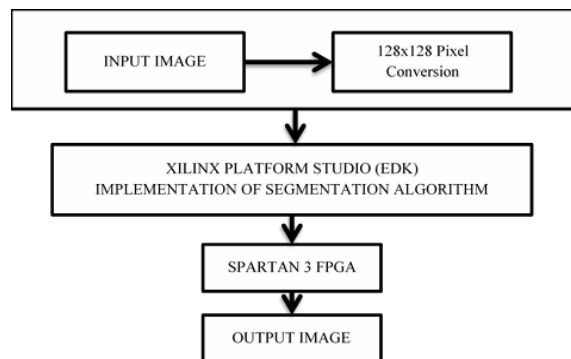 INPUT IMAGE
128x128 Pixel
Conversion
XILINX PLATFORM STUDIO (EDK)
IMPLEMENTATION OF SEGMENTATION ALGORITHM
SPARTAN 3 FPGA
OUTPUT IMAGE